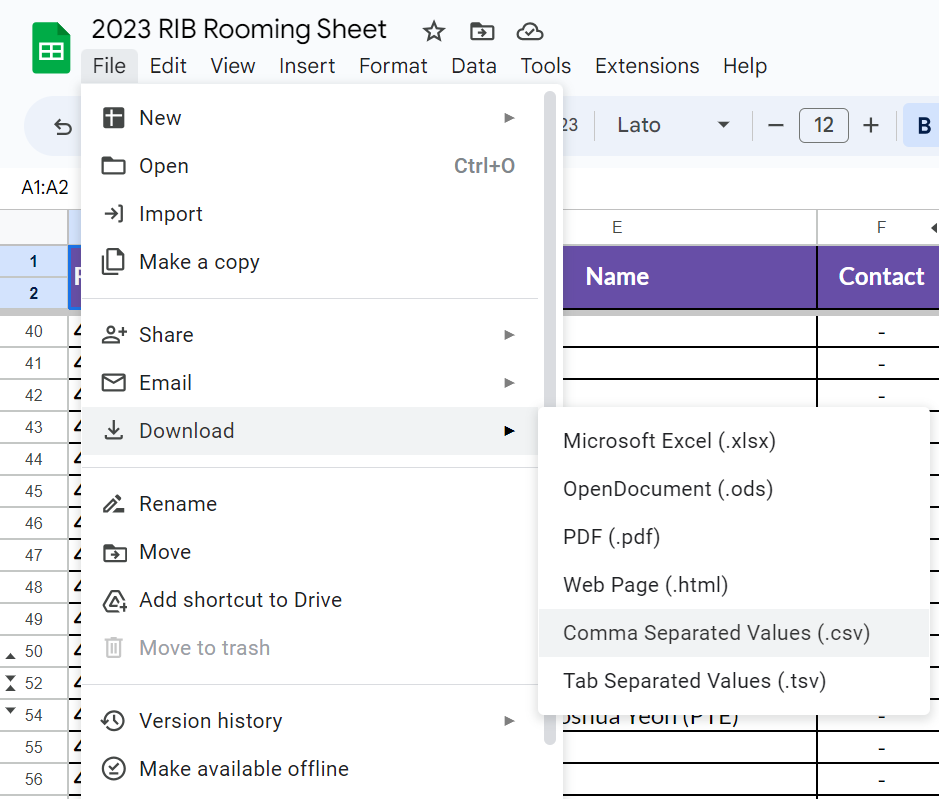 2023 RIB Rooming Sheet
File Edit View Insert Format Data Tools Extensions Help
23 Lato 12 B
A1:A2
E F
1
2
Name Contact
New
Open Ctrl+O
Import
Make a copy
Share
Email
Download
Rename
Move
Add shortcut to Drive
Move to trash
Version history
Make available offline
Microsoft Excel (.xlsx)
OpenDocument (.ods)
PDF (.pdf)
Web Page (.html)
Comma Separated Values (.csv)
Tab Separated Values (.tsv)
40 -
41 -
42 -
43
44
45
46
47
48
49
50
52
54 oshua Yeon (PTE) -
55 -
56 -